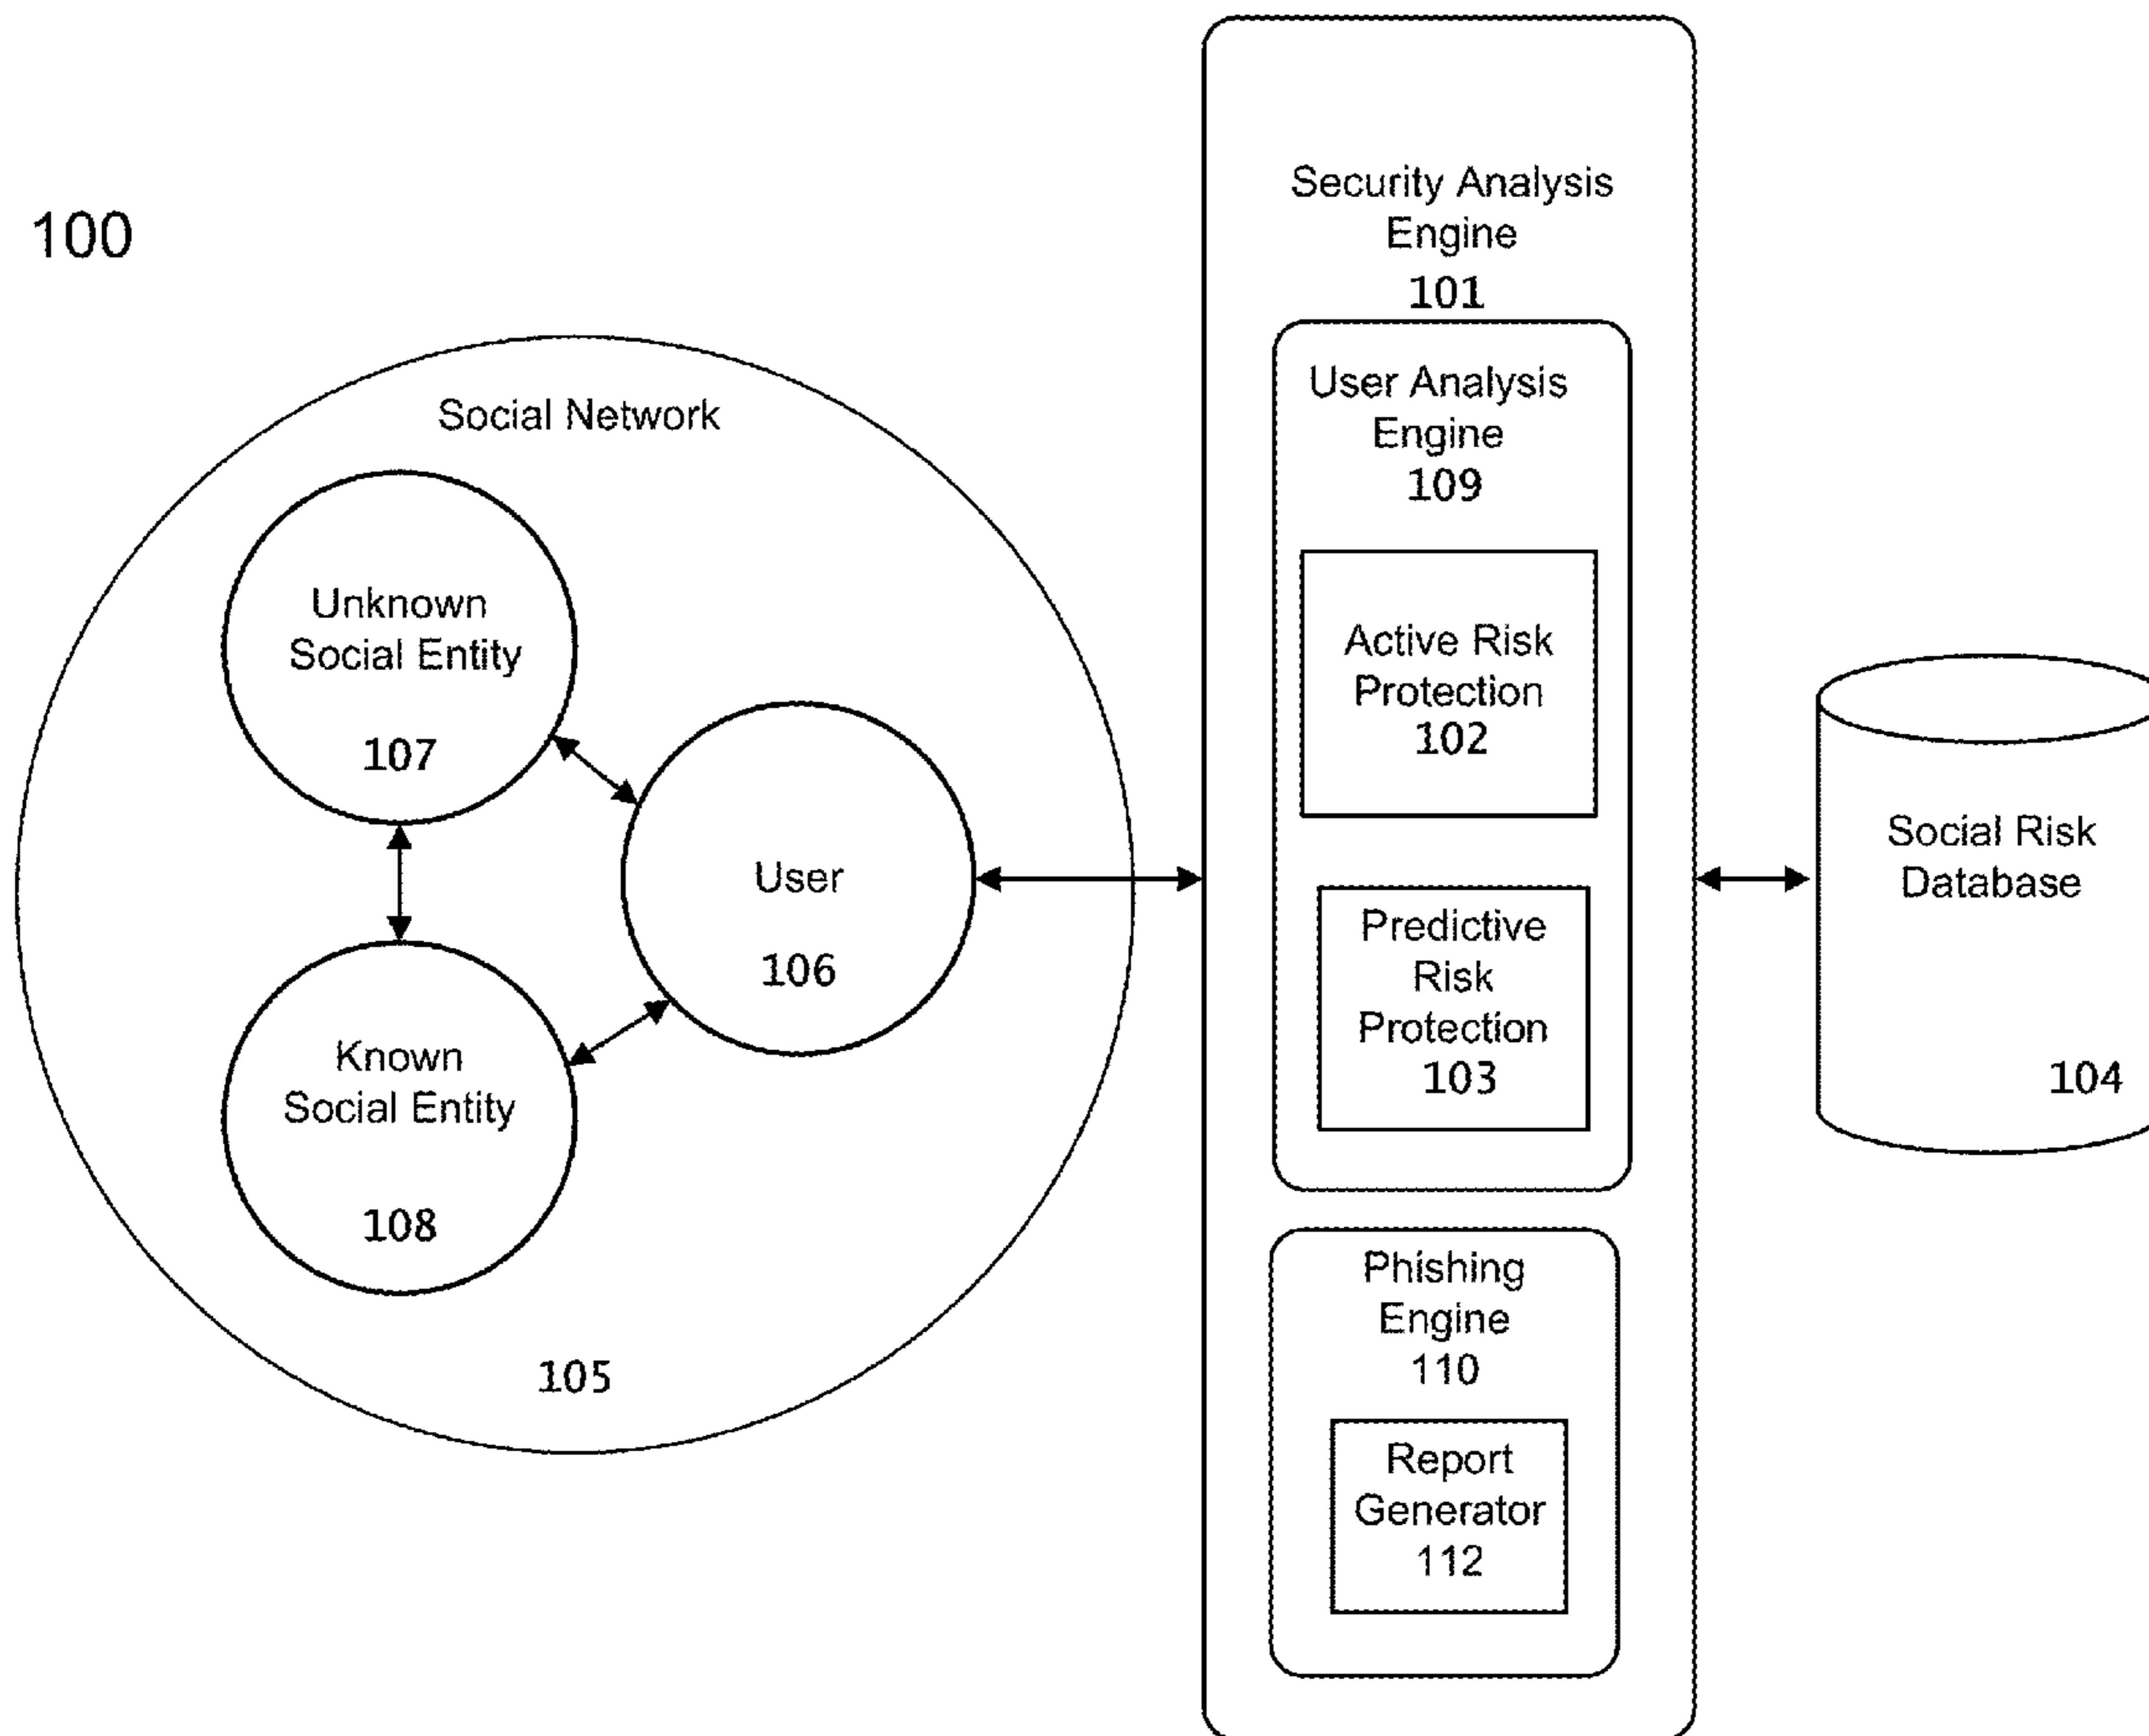 100
Social Network
Unknown
Social Entity
107
User
106
Known
Social Entity
108
105
Security Analysis
Engine
101
User Analysis
Engine
109
Active Risk
Protection
102
Predictive
Risk
Protection
103
Phishing
Engine
110
Report
Generator
112
Social Risk
Database
104